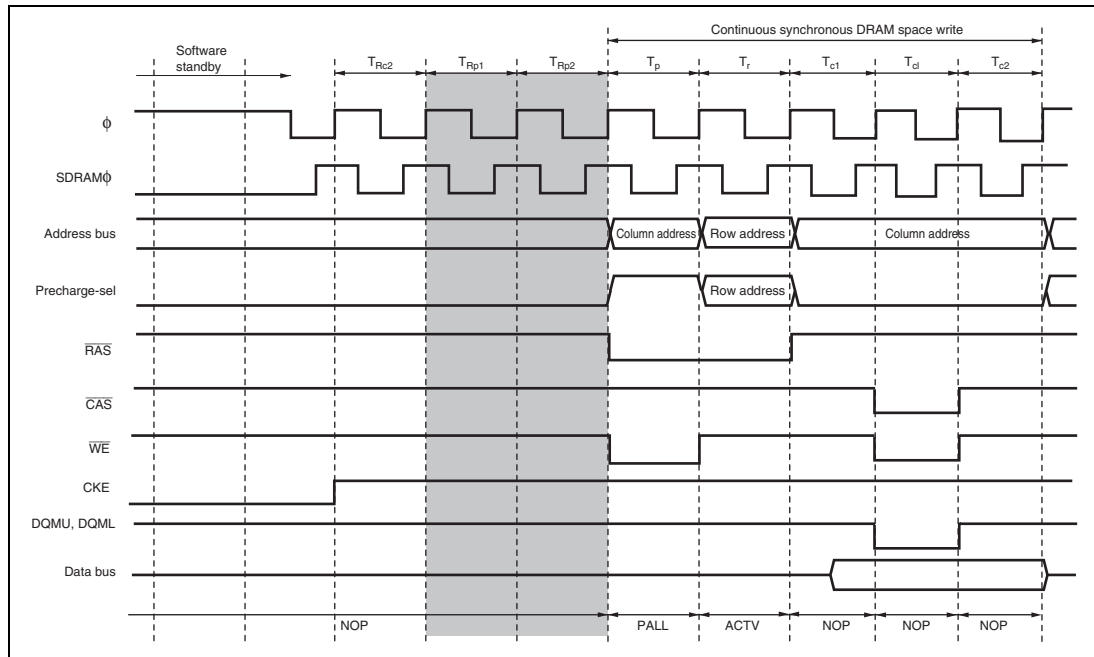 Continuous synchronous DRAM space write
Software
standby
TRc2 TRp1 TRp2 Tp Tr Tc1 Tcl Tc2
ϕ
SDRAMϕ
Address bus Column address Row address Column address
Precharge-sel Row address
RAS
CAS
WE
CKE
DQMU, DQML
Data bus
NOP PALL ACTV NOP NOP NOP